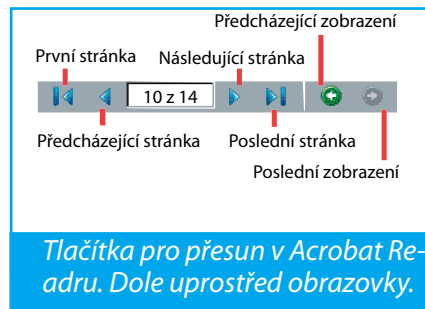 Předcházející zobrazení
První stránka Následující stránka
10 z 14
Předcházející stránka Poslední stránka
Poslední zobrazení
Tlačítka pro přesun v Acrobat Re-
adru. Dole uprostřed obrazovky.